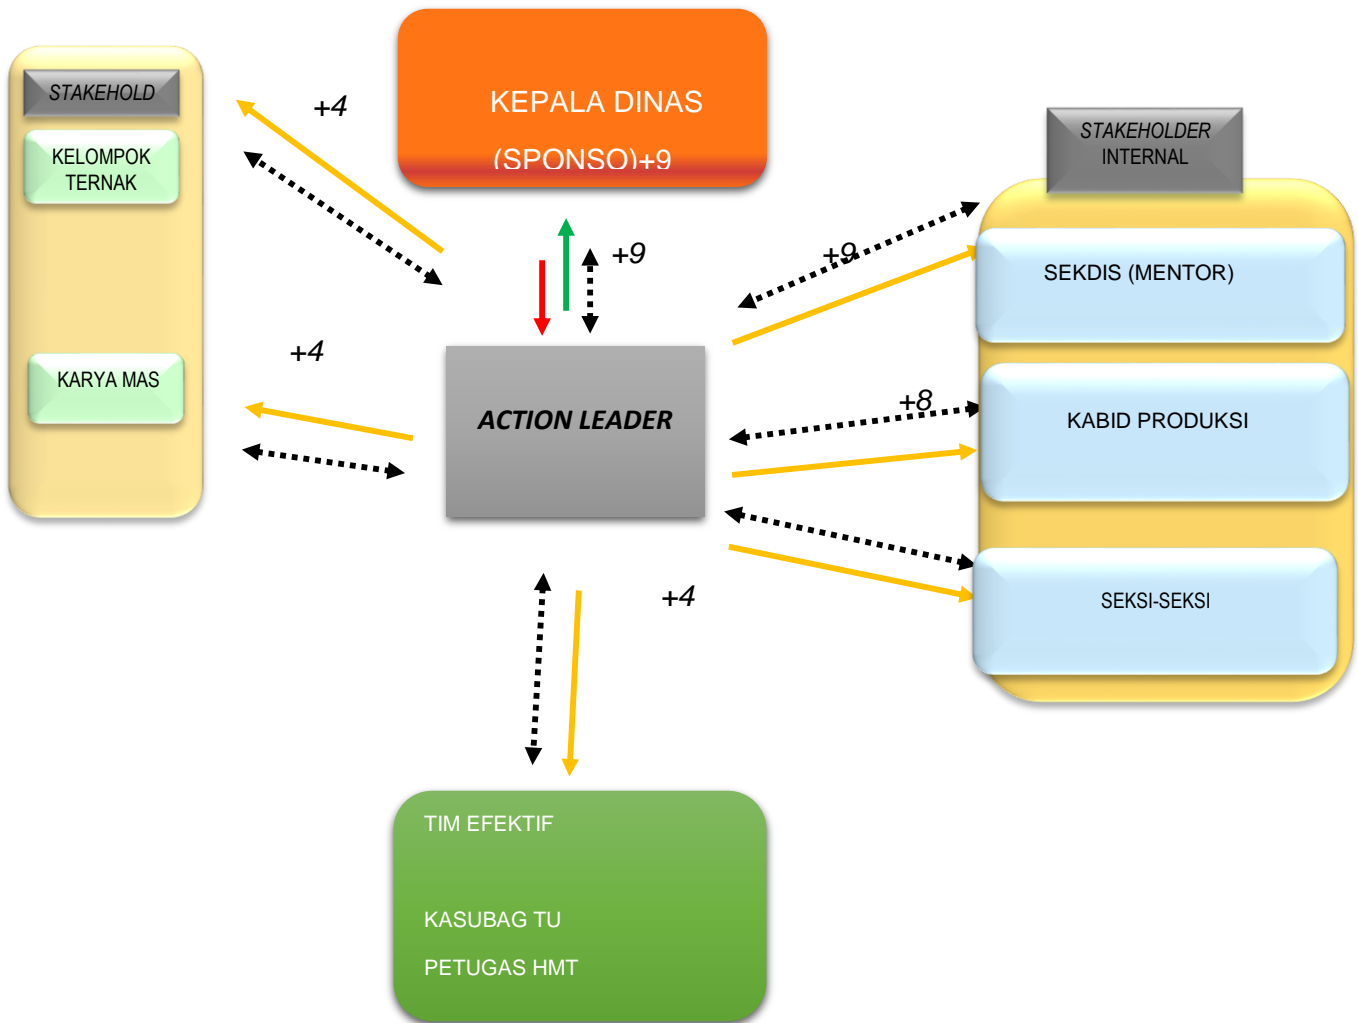 STAKEHOLD
KELOMPOK
TERNAK
KARYA MAS
+4
+4
KEPALA DINAS
(SPONSO)+9
+9
ACTION LEADER
+4
TIM EFEKTIF
KASUBAG TU
PETUGAS HMT
+9
+8
STAKEHOLDER
INTERNAL
SEKDIS (MENTOR)
KABID PRODUKSI
SEKSI-SEKSI